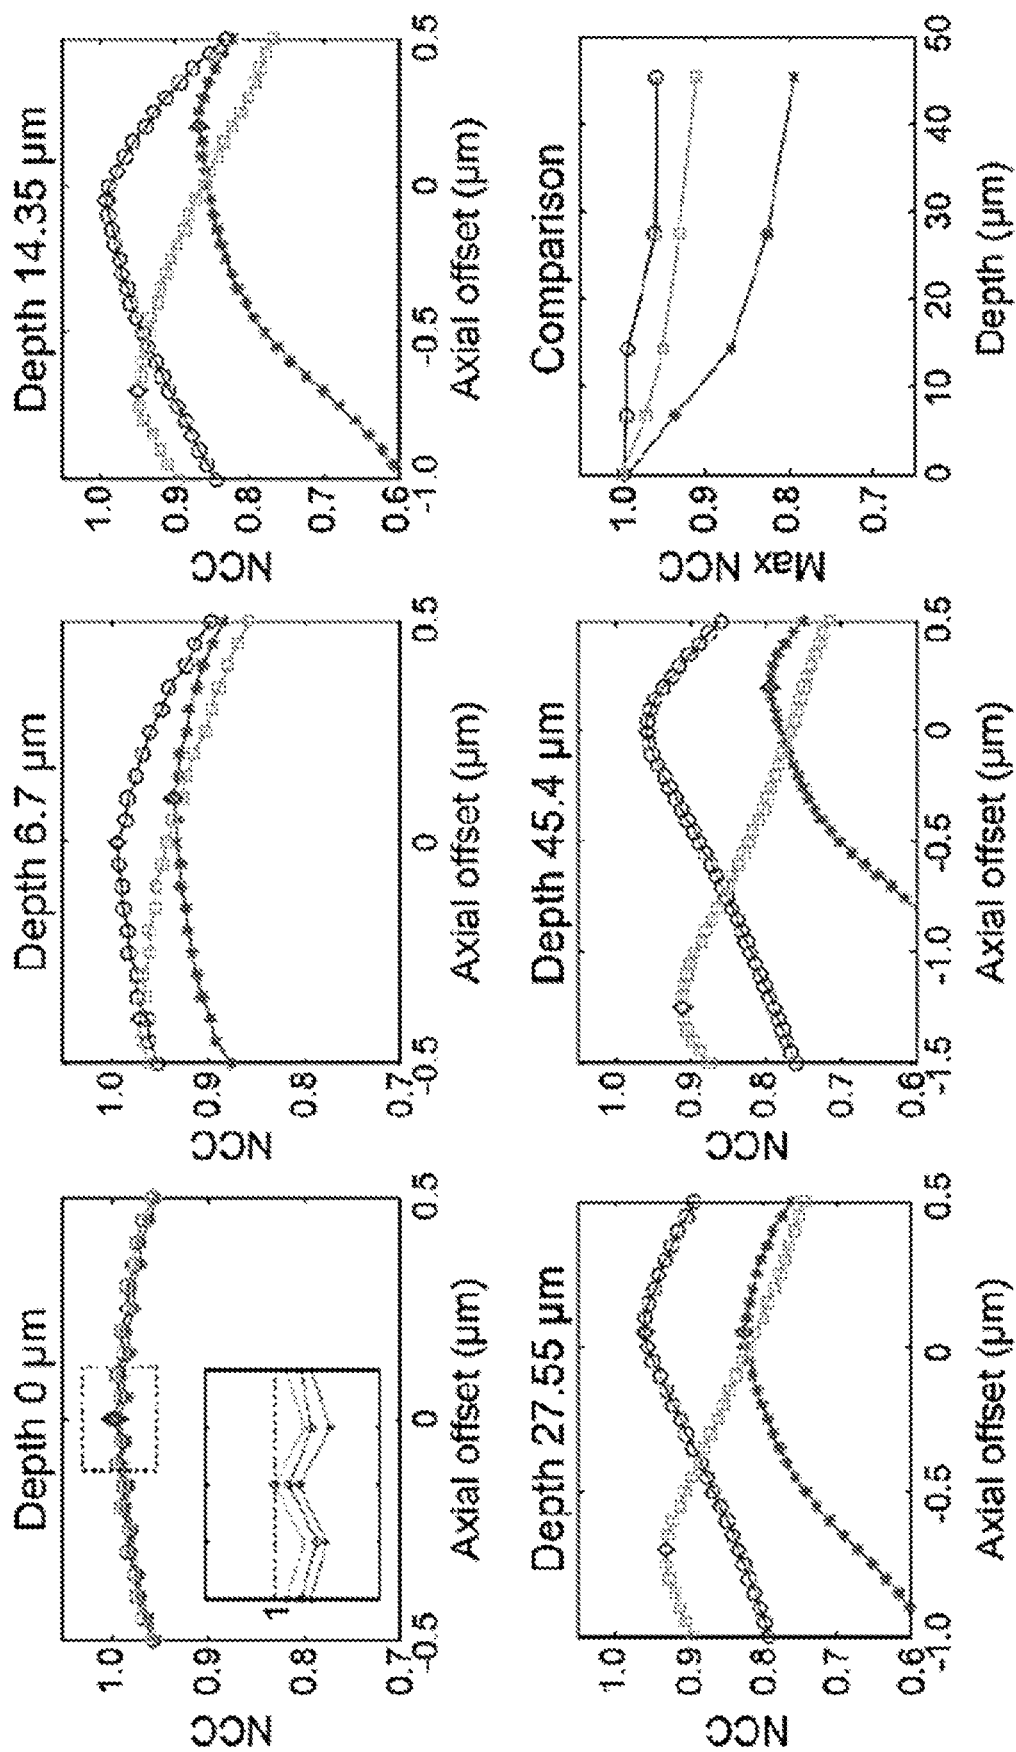 Depth 0 µm
NCC
1.0
0.9
0.8
0.7
1
-0.5
0
0.5
Axial offset (µm)
Depth 6.7 µm
NCC
1.0
0.9
0.8
0.7
-0.5
0
0.5
Axial offset (µm)
Depth 14.35 µm
NCC
1.0
0.9
0.8
0.7
0.6
-1.0
-0.5
0
0.5
Axial offset (µm)
Depth 27.55 µm
NCC
1.0
0.9
0.8
0.7
0.6
-1.0
-0.5
0
0.5
Axial offset (µm)
Depth 45.4 µm
NCC
1.0
0.9
0.8
0.7
0.6
-1.5
-1.0
-0.5
0
0.5
Axial offset (µm)
Comparison
Max NCC
1.0
0.9
0.8
0.7
0
10
20
30
40
50
Depth (µm)